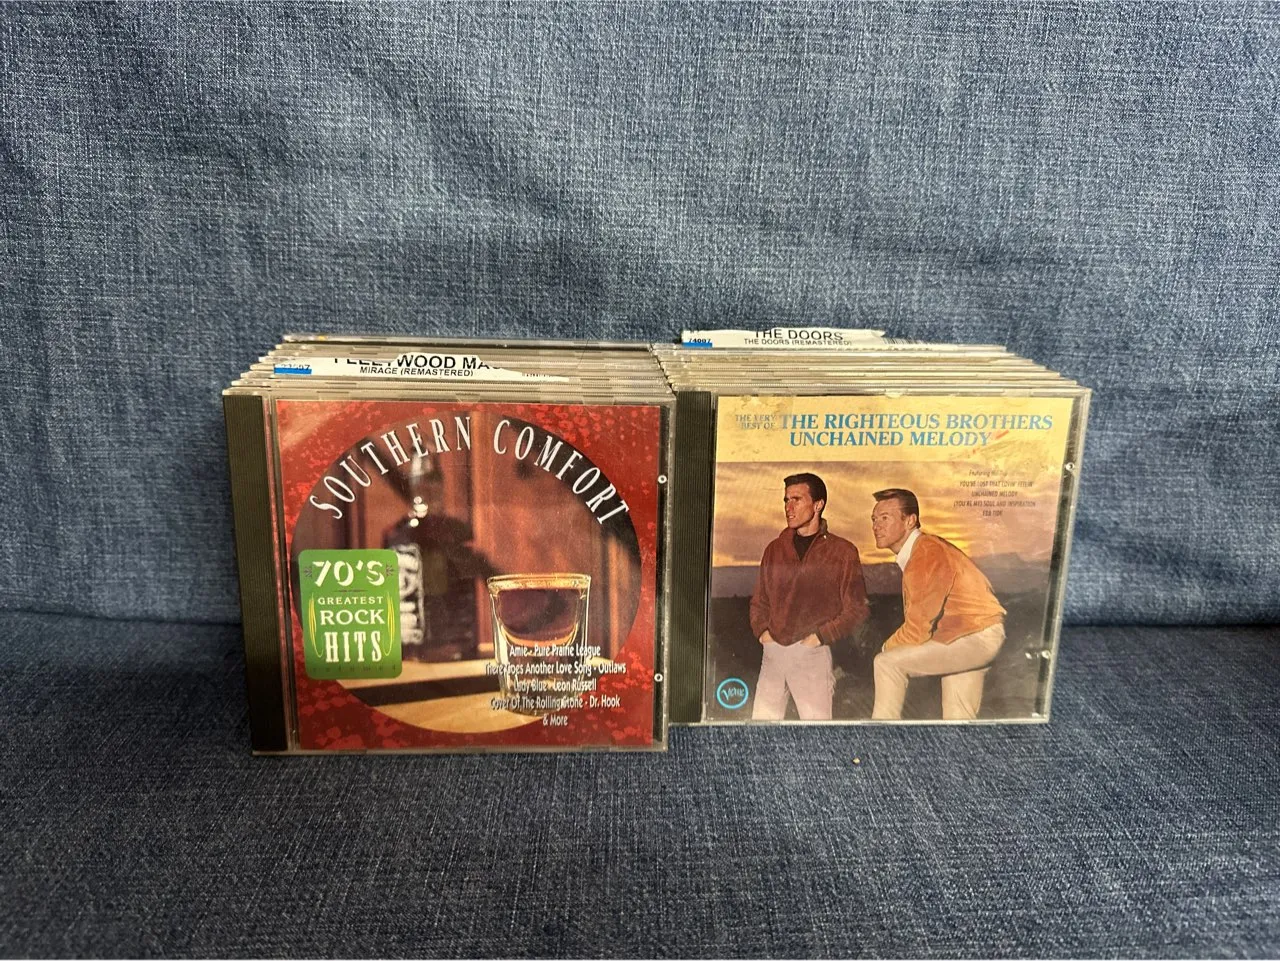 FLEETWOOD MAC
MIRAGE (REMASTERED)
SOUTHERN COMFORT
70'S
GREATEST
ROCK
HITS
Amie - Pure Prairie League
There Goes Another Love Song - Outlaws
Lady Blue - Leon Russell
Cover Of The Rolling Stone - Dr. Hook
& More
74007
THE DOORS
THE DOORS (REMASTERED)
THE VERY
BEST OF
THE RIGHTEOUS BROTHERS
UNCHAINED MELODY
Featuring
YOU'VE LOST THAT LOVIN' FEELIN'
UNCHAINED MELODY
(YOU'RE MY) SOUL AND INSPIRATION
EBB TIDE
Verve